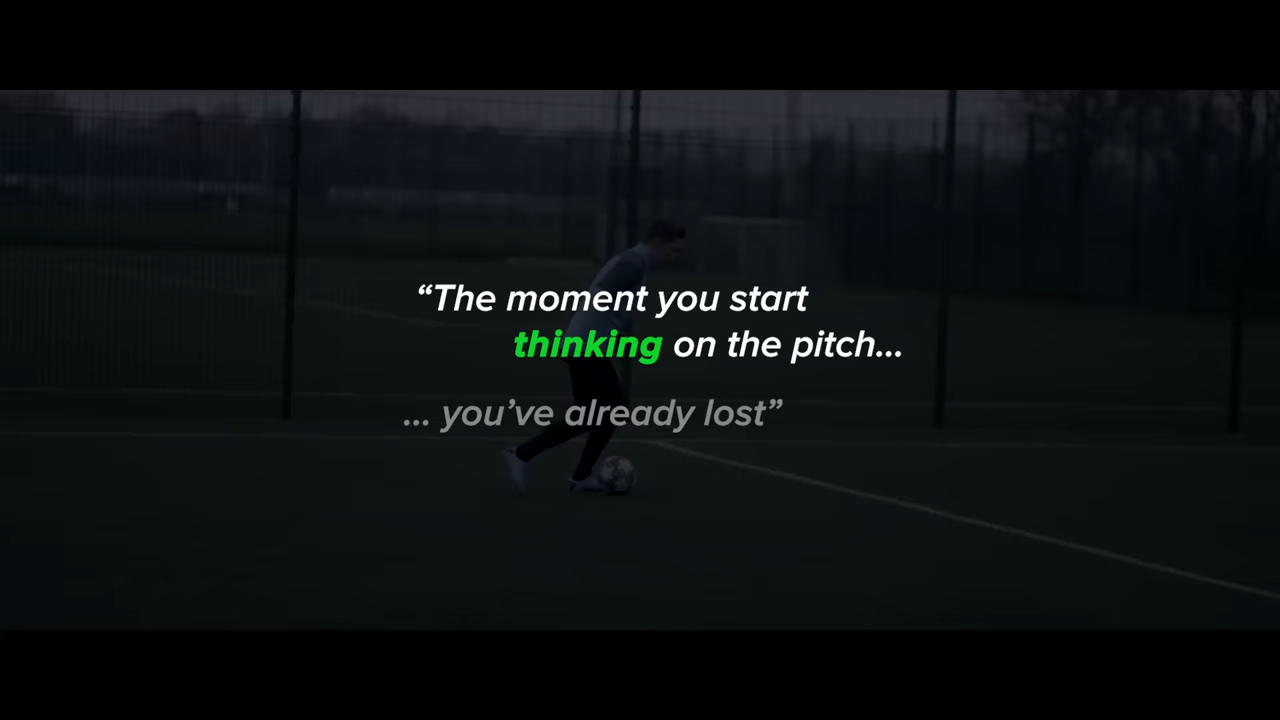 “The moment you start
thinking on the pitch...
... you’ve already lost”